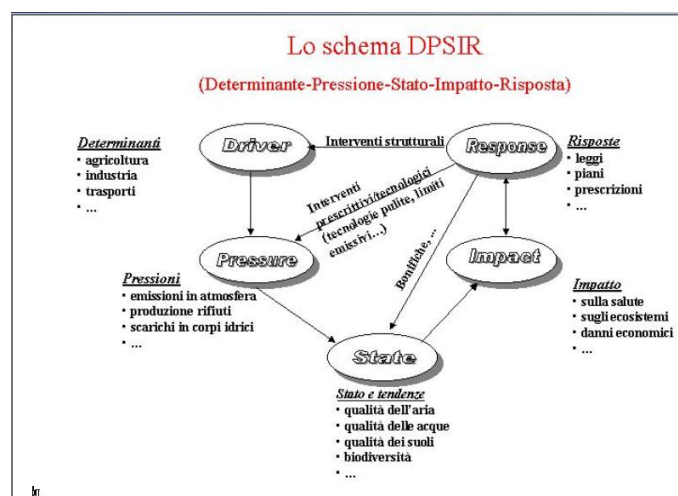 Lo schema DPSIR
(Determinante-Pressione-Stato-Impatto-Risposta)
Determinanti
· agricoltura
· industria
· trasporti
· ...
Driver
Interventi strutturali
Response
Risposte
· leggi
· piani
· prescrizioni
· ...
Interventi
prescrittivi/tecnologici
(tecnologie pulite, limiti
emissivi...)
Bonifiche, ...
Pressure
Impact
Pressioni
· emissioni in atmosfera
· produzione rifiuti
· scarichi in corpi idrici
· ...
Impatto
· sulla salute
· sugli ecosistemi
· danni economici
· ...
State
Stato e tendenze
· qualità dell'aria
· qualità delle acque
· qualità dei suoli
· biodiversità
· ...